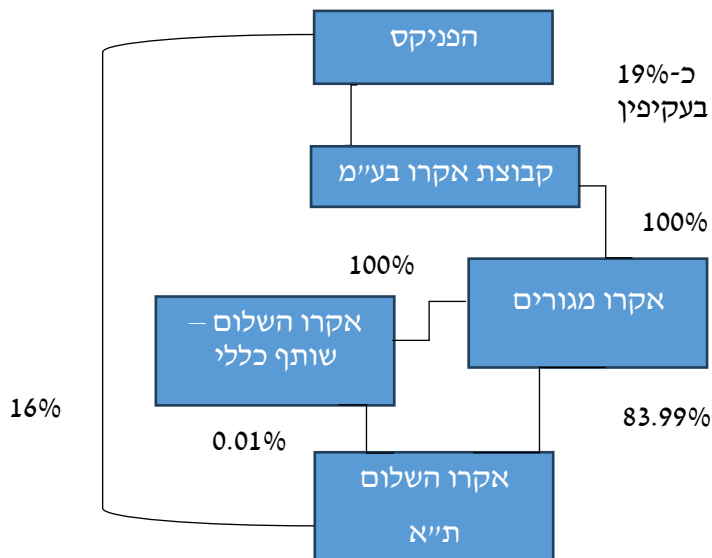 הפניקס
כ-19%
בעקיפין
קבוצת אקרו בע״מ
100%
100%
אקרו מגורים
אקרו השלום –
שותף כללי
16%
83.99%
0.01%
אקרו השלום
ת״א